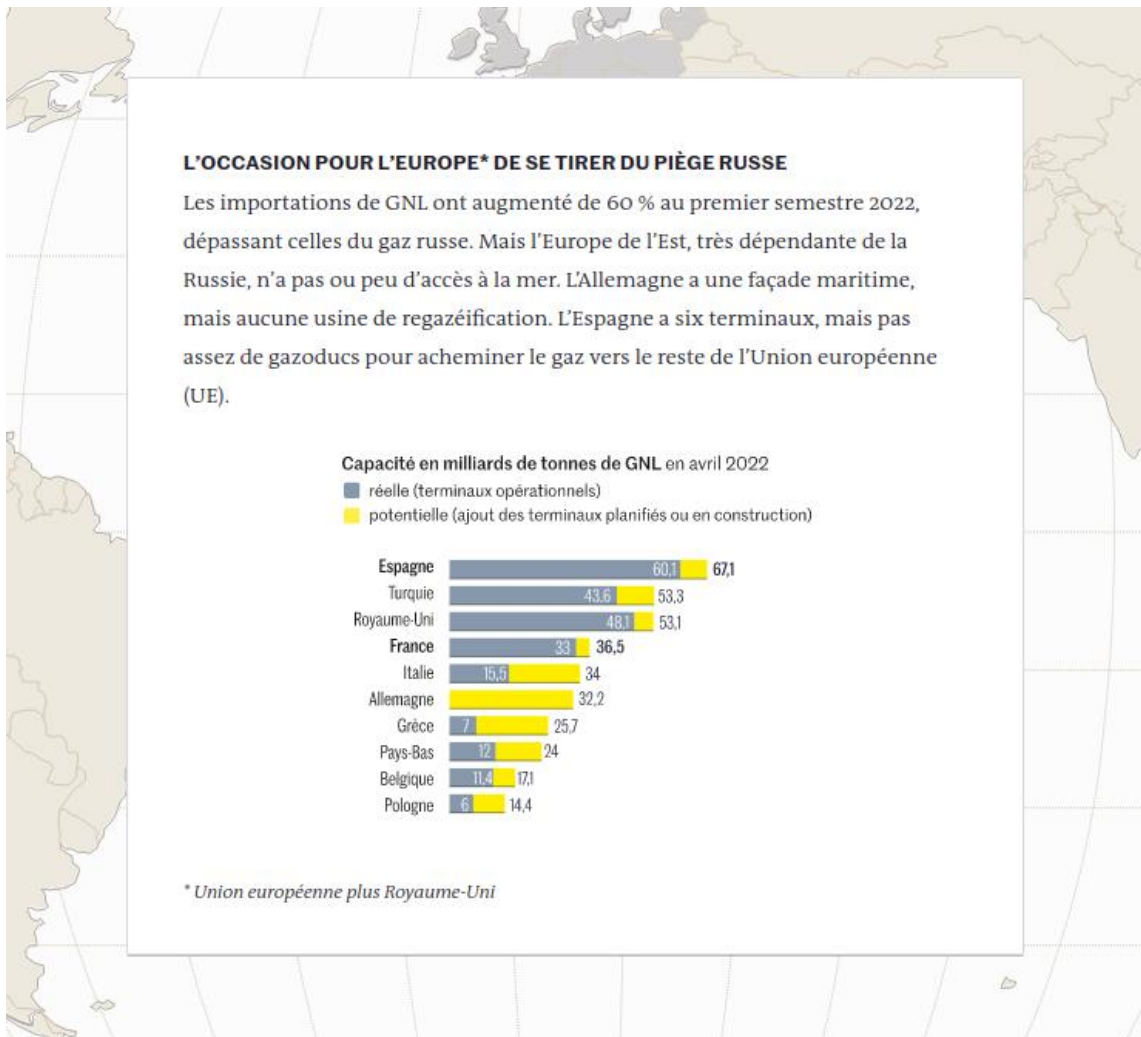 L'OCCASION POUR L'EUROPE* DE SE TIRER DU PIÈGE RUSSE
Les importations de GNL ont augmenté de 60 % au premier semestre 2022,
dépassant celles du gaz russe. Mais l'Europe de l'Est, très dépendante de la
Russie, n'a pas ou peu d'accès à la mer. L'Allemagne a une façade maritime,
mais aucune usine de regazéification. L'Espagne a six terminaux, mais pas
assez de gazoducs pour acheminer le gaz vers le reste de l'Union européenne
(UE).
Capacité en milliards de tonnes de GNL en avril 2022
réelle (terminaux opérationnels)
potentielle (ajout des terminaux planifiés ou en construction)
Espagne 60,1 67,1
Turquie 43,6 53,3
Royaume-Uni 48,1 53,1
France 33 36,5
Italie 15,5 34
Allemagne 32,2
Grèce 7 25,7
Pays-Bas 12 24
Belgique 11,4 17,1
Pologne 6 14,4
* Union européenne plus Royaume-Uni